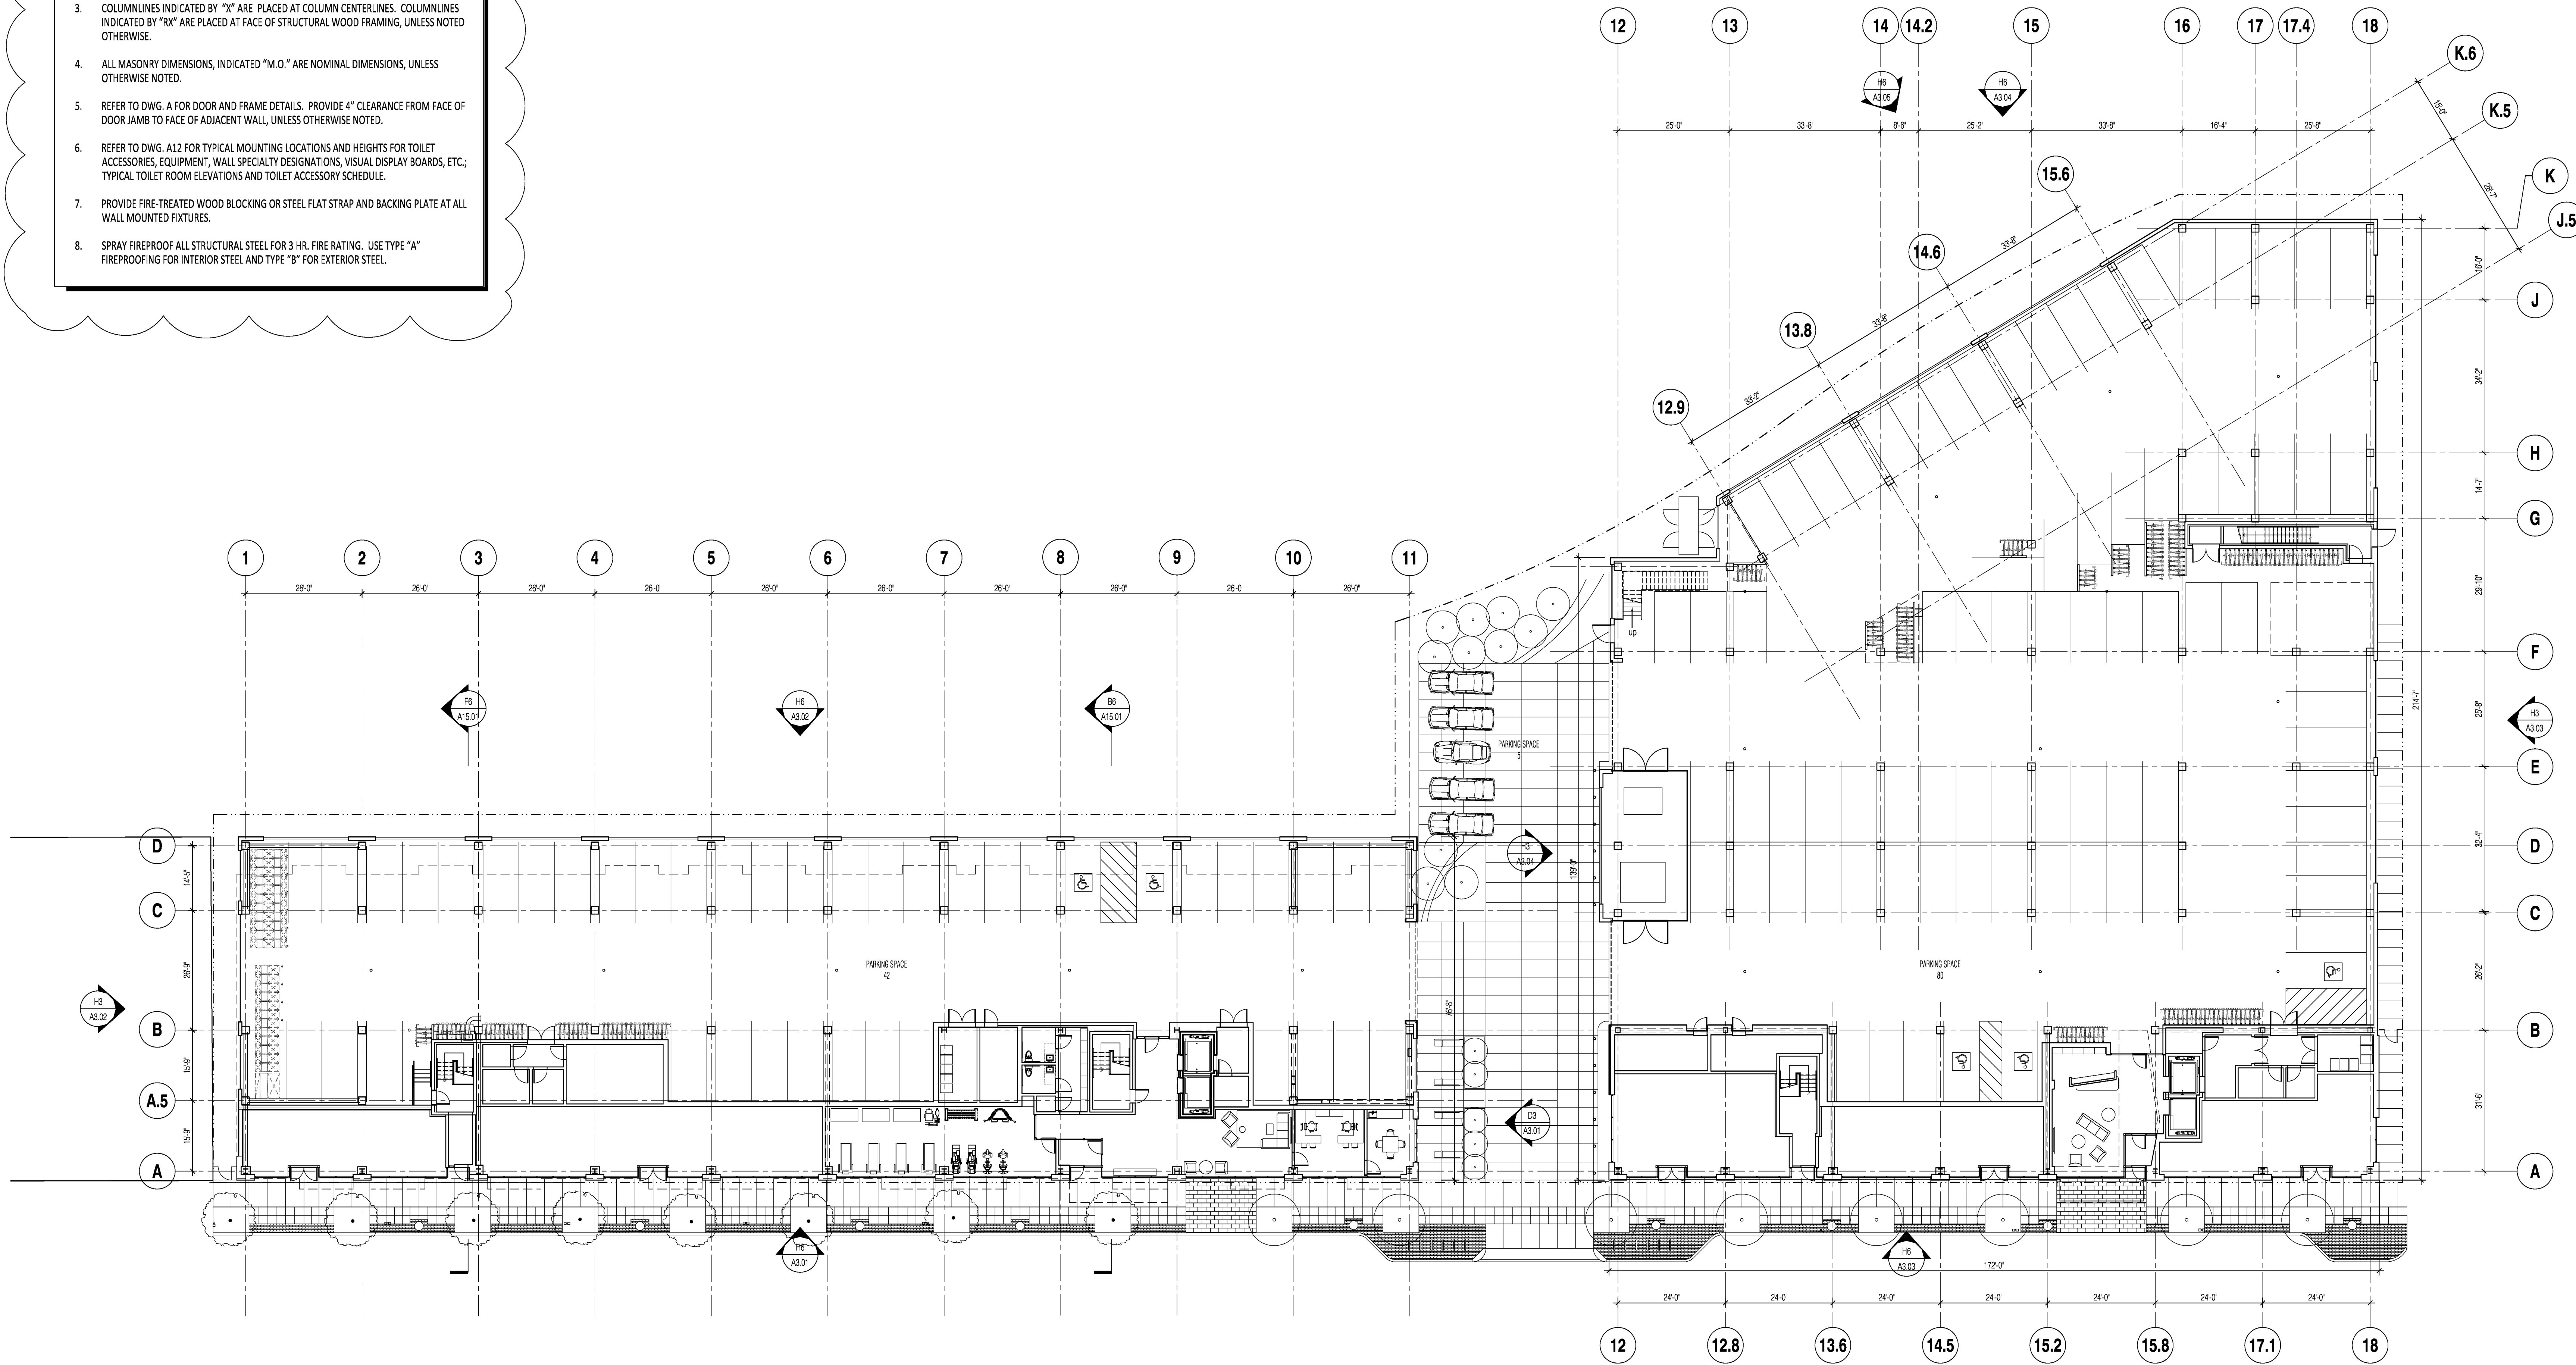 3. COLUMNLINES INDICATED BY "X" ARE PLACED AT COLUMN CENTERLINES. COLUMNLINES
INDICATED BY "RX" ARE PLACED AT FACE OF STRUCTURAL WOOD FRAMING, UNLESS NOTED
OTHERWISE.
4. ALL MASONRY DIMENSIONS, INDICATED "M.O." ARE NOMINAL DIMENSIONS, UNLESS
OTHERWISE NOTED.
5. REFER TO DWG. A FOR DOOR AND FRAME DETAILS. PROVIDE 4" CLEARANCE FROM FACE OF
DOOR JAMB TO FACE OF ADJACENT WALL, UNLESS OTHERWISE NOTED.
6. REFER TO DWG. A12 FOR TYPICAL MOUNTING LOCATIONS AND HEIGHTS FOR TOILET
ACCESSORIES, EQUIPMENT, WALL SPECIALTY DESIGNATIONS, VISUAL DISPLAY BOARDS, ETC.;
TYPICAL TOILET ROOM ELEVATIONS AND TOILET ACCESSORY SCHEDULE.
7. PROVIDE FIRE-TREATED WOOD BLOCKING OR STEEL FLAT STRAP AND BACKING PLATE AT ALL
WALL MOUNTED FIXTURES.
8. SPRAY FIREPROOF ALL STRUCTURAL STEEL FOR 3 HR. FIRE RATING. USE TYPE "A"
FIREPROOFING FOR INTERIOR STEEL AND TYPE "B" FOR EXTERIOR STEEL.
12 13 14 14.2 15 16 17 17.4 18
K.6
K.5
K
J.5
H6
A3.05
H6
A3.04
25'-0" 33'-8" 8'-6" 25'-2" 33'-8" 16'-4" 25'-8"
15'-0"
28'-7"
15.6
14.6
13.8
12.9
33'-8"
33'-8"
33'-2"
16'-0"
J
34'-2"
H
14'-7"
G
29'-10"
F
25'-8"
E
32'-4"
D
C
26'-2"
B
31'-6"
A
214'-7"
H3
A3.03
1 2 3 4 5 6 7 8 9 10 11
26'-0" 26'-0" 26'-0" 26'-0" 26'-0" 26'-0" 26'-0" 26'-0" 26'-0" 26'-0"
up
F6
A15.01
H6
A3.02
B6
A15.01
PARKING SPACE
5
A3.04
139'-0"
D
14'-5"
C
26'-9"
B
15'-9"
A.5
15'-9"
A
H3
A3.02
PARKING SPACE
42
PARKING SPACE
80
76'-8"
D3
A3.01
H6
A3.01
H6
A3.03
172'-0"
24'-0" 24'-0" 24'-0" 24'-0" 24'-0" 24'-0" 24'-0"
12 12.8 13.6 14.5 15.2 15.8 17.1 18